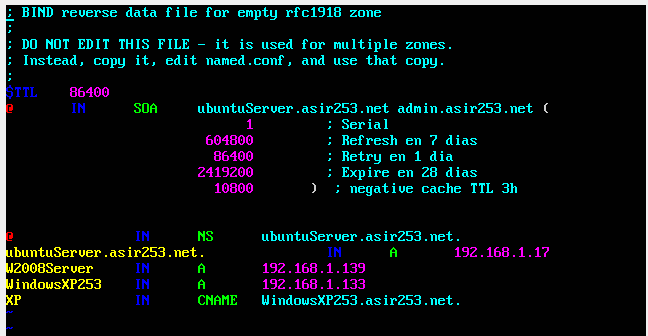 ; BIND reverse data file for empty rfc1918 zone
;
; DO NOT EDIT THIS FILE - it is used for multiple zones.
; Instead, copy it, edit named.conf, and use that copy.
;
$TTL 86400
@ IN SOA ubuntuServer.asir253.net admin.asir253.net (
1 ; Serial
604800 ; Refresh en 7 dias
86400 ; Retry en 1 dia
2419200 ; Expire en 28 dias
10800 ) ; negative cache TTL 3h
@ IN NS ubuntuServer.asir253.net.
ubuntuServer.asir253.net. IN A 192.168.1.17
W2008Server IN A 192.168.1.139
WindowsXP253 IN A 192.168.1.133
XP IN CNAME WindowsXP253.asir253.net.
~
~